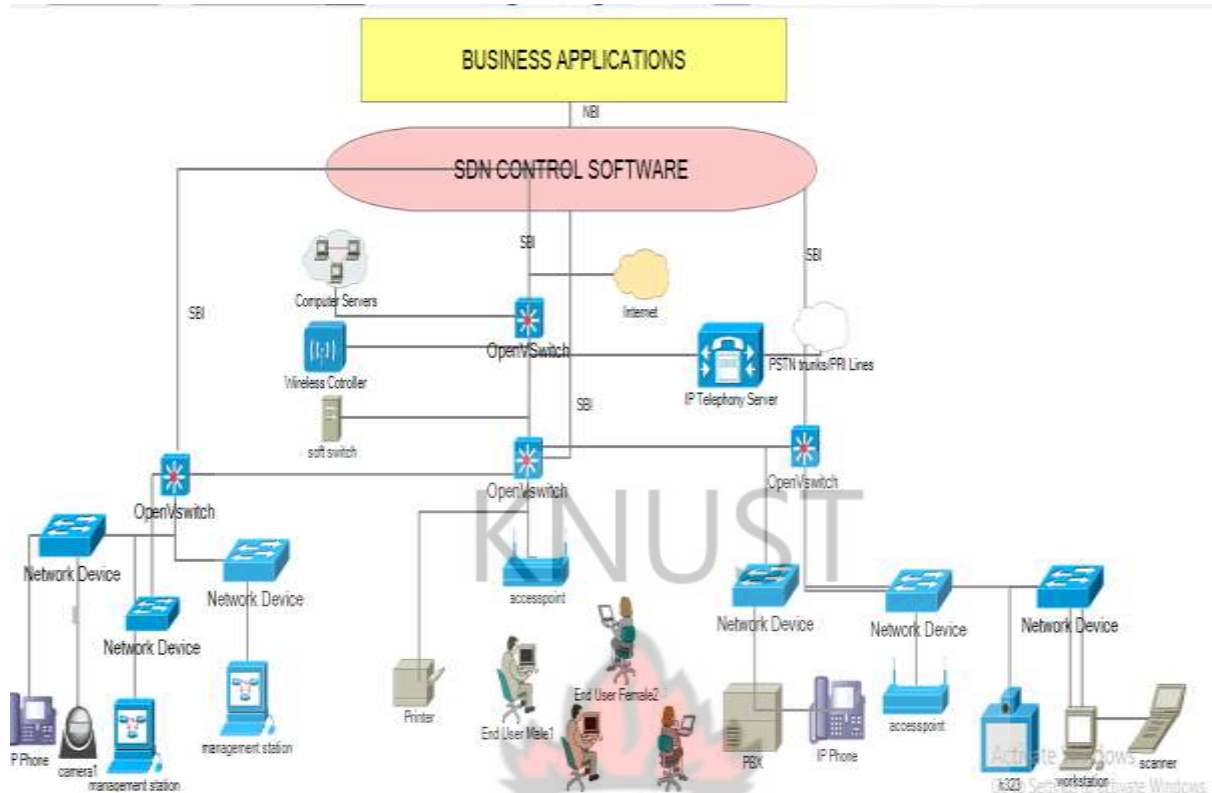 BUSINESS APPLICATIONS
NBI
SDN CONTROL SOFTWARE
SBI
SBI
SBI
SBI
Computer Servers
Internet
OpenVSwitch
Wireless Cotroller
IP Telephony Server
PSTN trunks/PRI Lines
soft switch
OpenVswitch
OpenVswitch
OpenVswitch
KNUST
Network Device
Network Device
Network Device
accesspoint
Network Device
Network Device
Network Device
P Phone
camera1
management station
management station
Printer
End User Male1
End User Female2
PBX
IP Phone
accesspoint
h323
workstation
scanner
Activate Windows